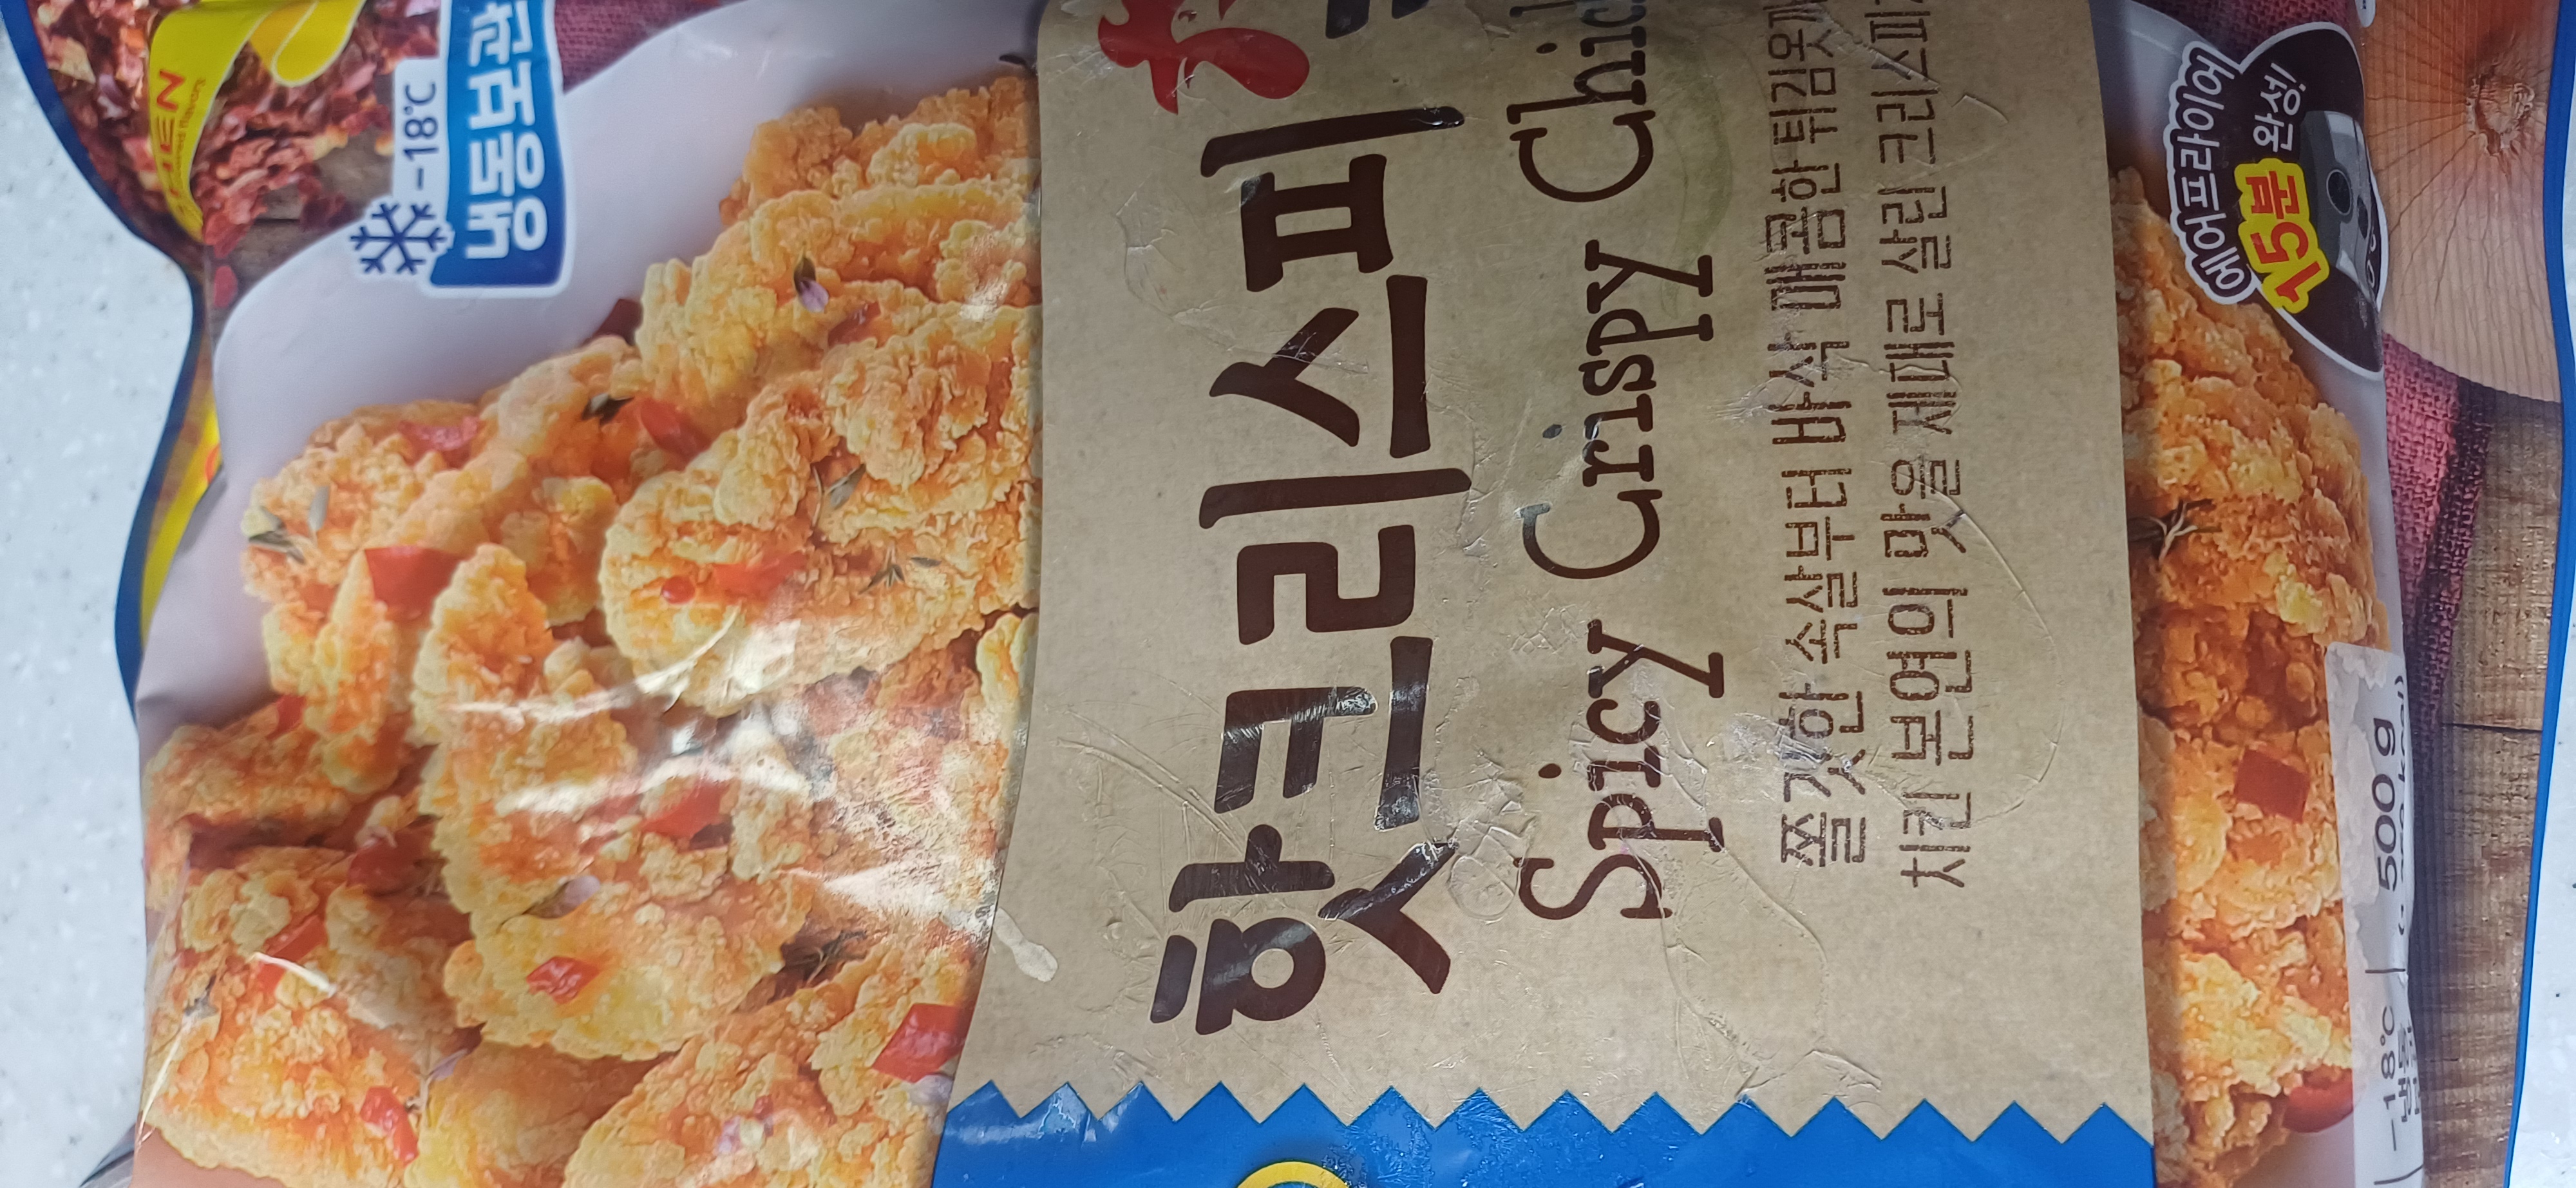 -18℃
냉동보관
핫크리스피
Spicy Crispy
쫄깃한 속살부터 바삭 매콤한 튀김옷까
치킨 본연의 맛을 제대로 살린 크리스피
에어프라이어
15분 완성!
500 g
-18℃